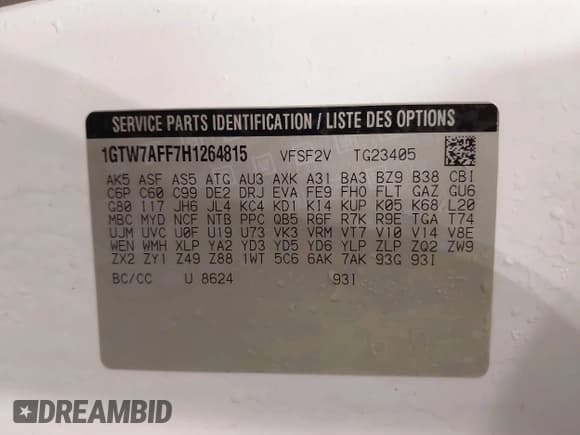 SERVICE PARTS IDENTIFICATION / LISTE DES OPTIONS
1GTW7AFF7H1264815 VFSF2V TG23405
AK5 ASF AS5 ATG AU3 AXK A31 BA3 BZ9 B38 CBI
C6P C60 C99 DE2 DRJ EVA FE9 FHO FLT GAZ GU6
G80 I17 JH6 JL4 KC4 KD1 KI4 KUP K05 K68 L20
MBC MYD NCF NTB PPC QB5 R6F R7K R9E TGA T74
UJM UVC U0F U19 U73 VK3 VRM VT7 V10 V14 V8E
WEN WMH XLP YA2 YD3 YD5 YD6 YLP ZLP ZQ2 ZW9
ZX2 ZY1 Z49 Z88 1WT 5C6 6AK 7AK 93G 93I
BC/CC U 8624 93I
DREAMBID